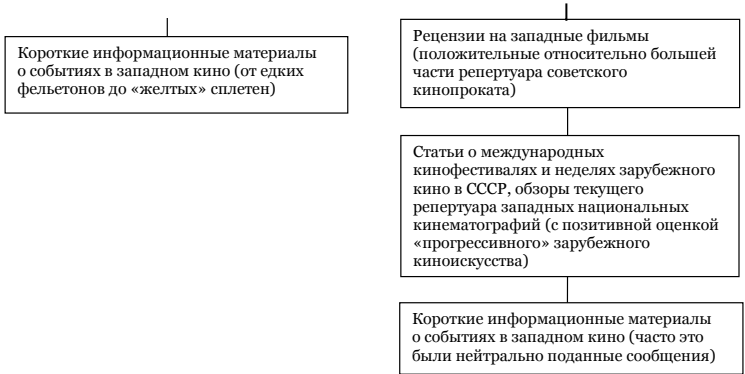 Короткие информационные материалы
о событиях в западном кино (от едких
фельетонов до «желтых» сплетен)
Рецензии на западные фильмы
(положительные относительно большей
части репертуара советского
кинопроката)
Статьи о международных
кинофестивалях и неделях зарубежного
кино в СССР, обзоры текущего
репертуара западных национальных
кинематографий (с позитивной оценкой
«прогрессивного» зарубежного
киноискусства)
Короткие информационные материалы
о событиях в западном кино (часто это
были нейтрально поданные сообщения)